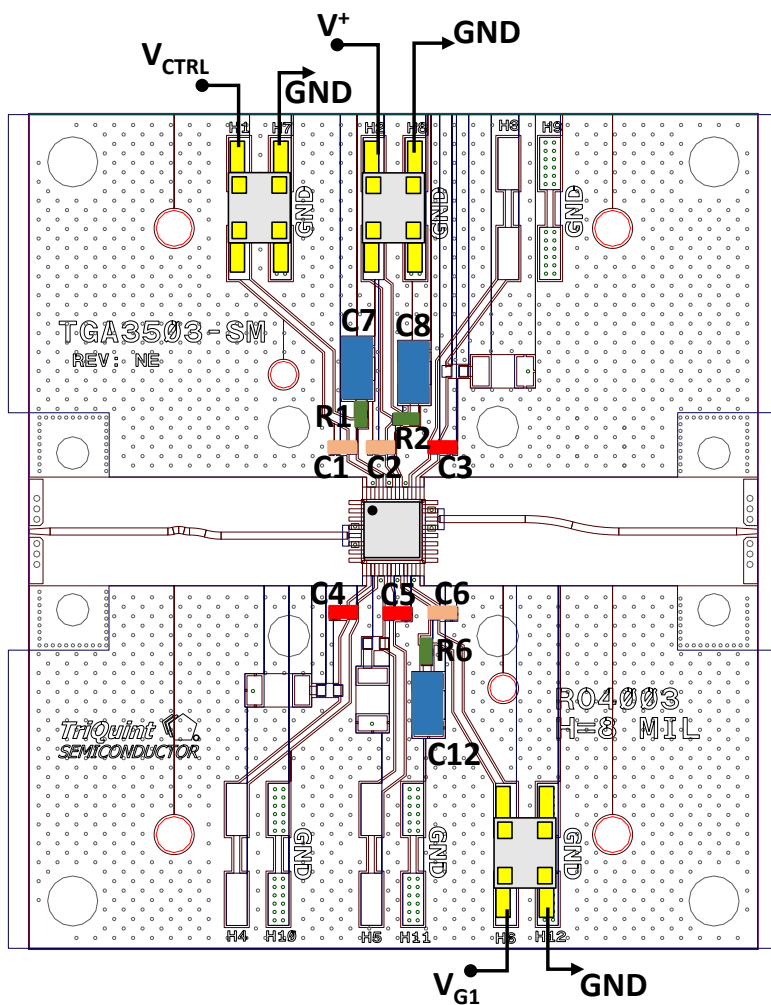 V+
GND
VCTRL
GND
H1 H7 H2 H8 H3 H9
GND
GND
GND
TGA3503-SM
REV: NE
C7
C8
R1
R2
C1
C2
C3
C4
C5
C6
R6
RO4003
H=8 MIL
TriQuint
SEMICONDUCTOR
C12
GND
GND
GND
H4 H10 H5 H11 H6 H12
VG1
GND